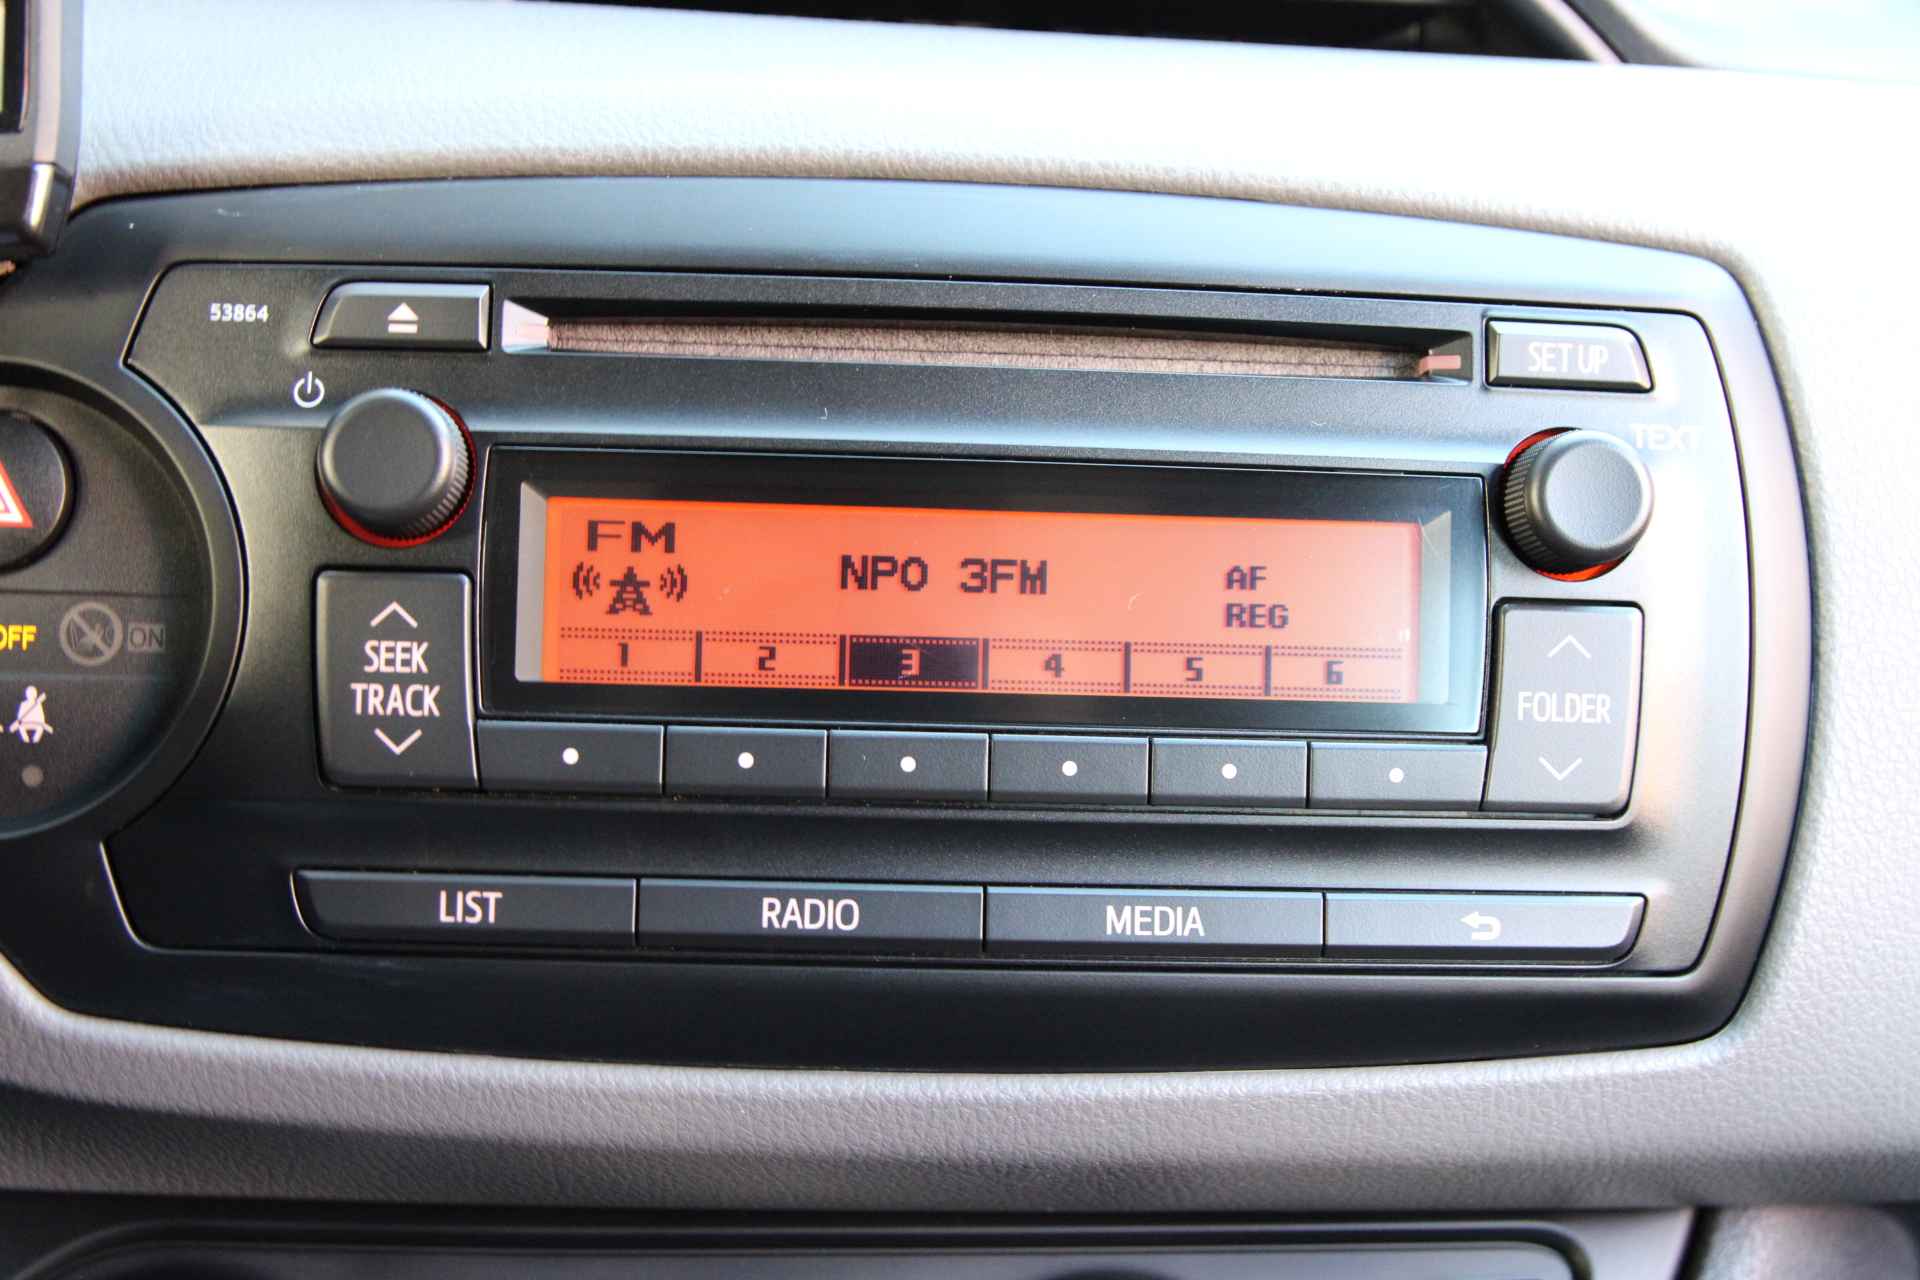 53864
SET UP
TEXT
FM
NPO 3FM
AF
REG
1 2 3 4 5 6
OFF
ON
SEEK
TRACK
FOLDER
LIST RADIO MEDIA